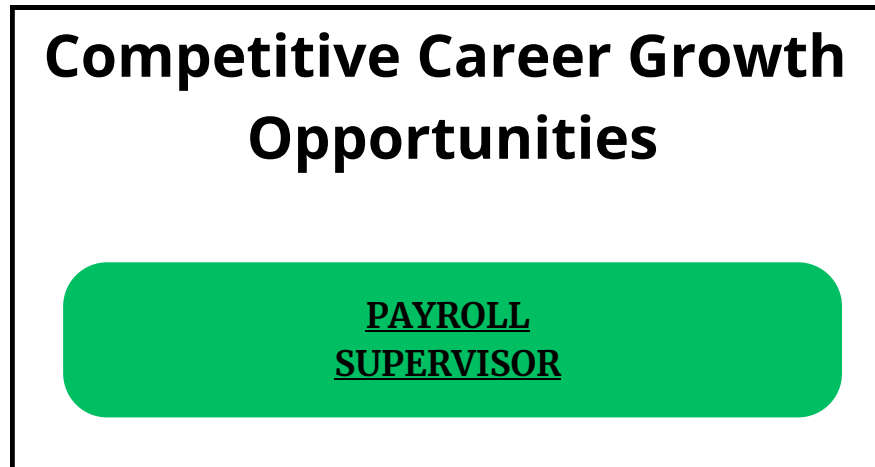 Competitive Career Growth
Opportunities
PAYROLL
SUPERVISOR